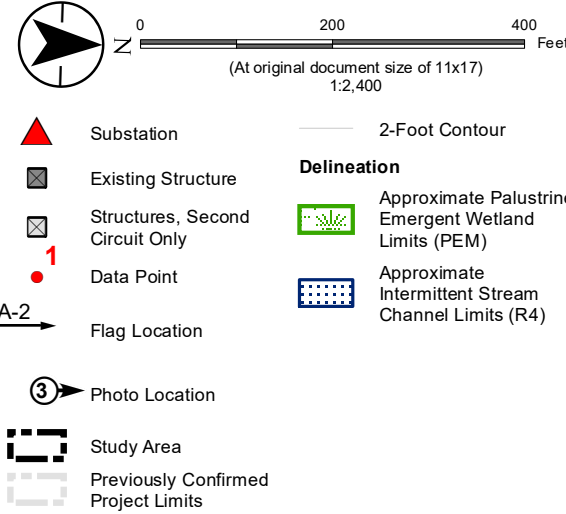 0 200 400
N
Feet
(At original document size of 11x17)
1:2,400
Substation
Existing Structure
Structures, Second
Circuit Only
1
Data Point
A-2
Flag Location
3
Photo Location
Study Area
Previously Confirmed
Project Limits
2-Foot Contour
Delineation
Approximate Palustrine
Emergent Wetland
Limits (PEM)
Approximate
Intermittent Stream
Channel Limits (R4)